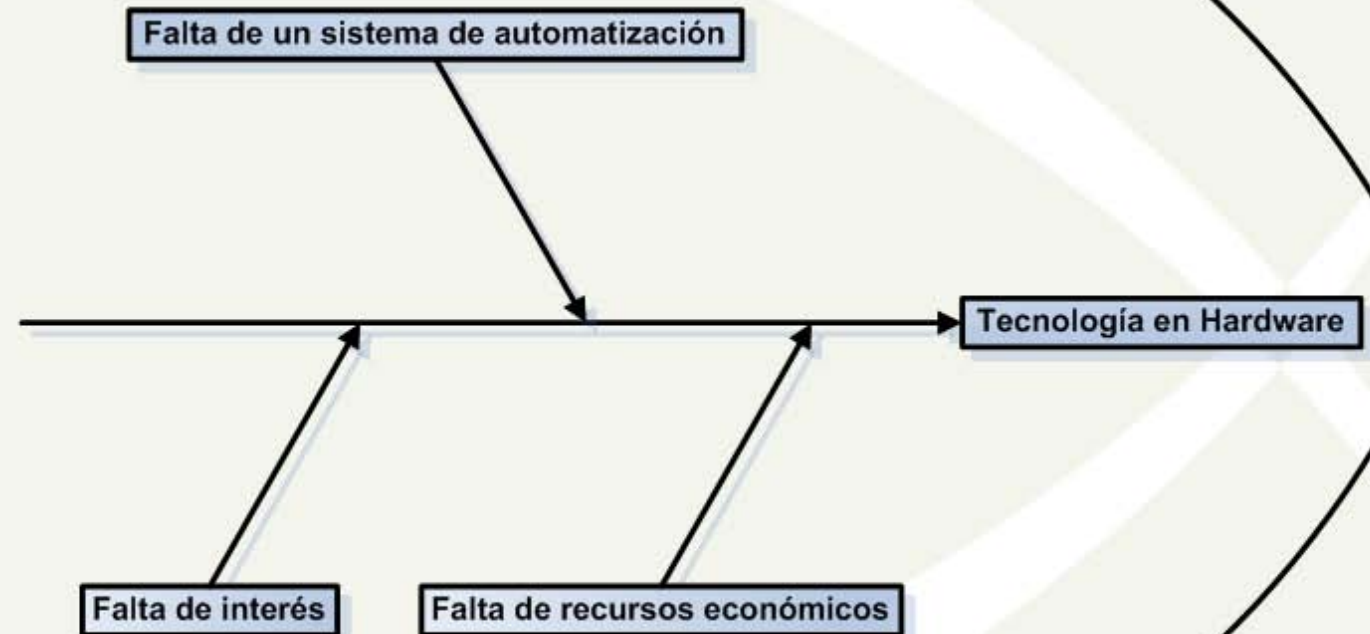 Falta de un sistema de automatización
Tecnología en Hardware
Falta de interés
Falta de recursos económicos